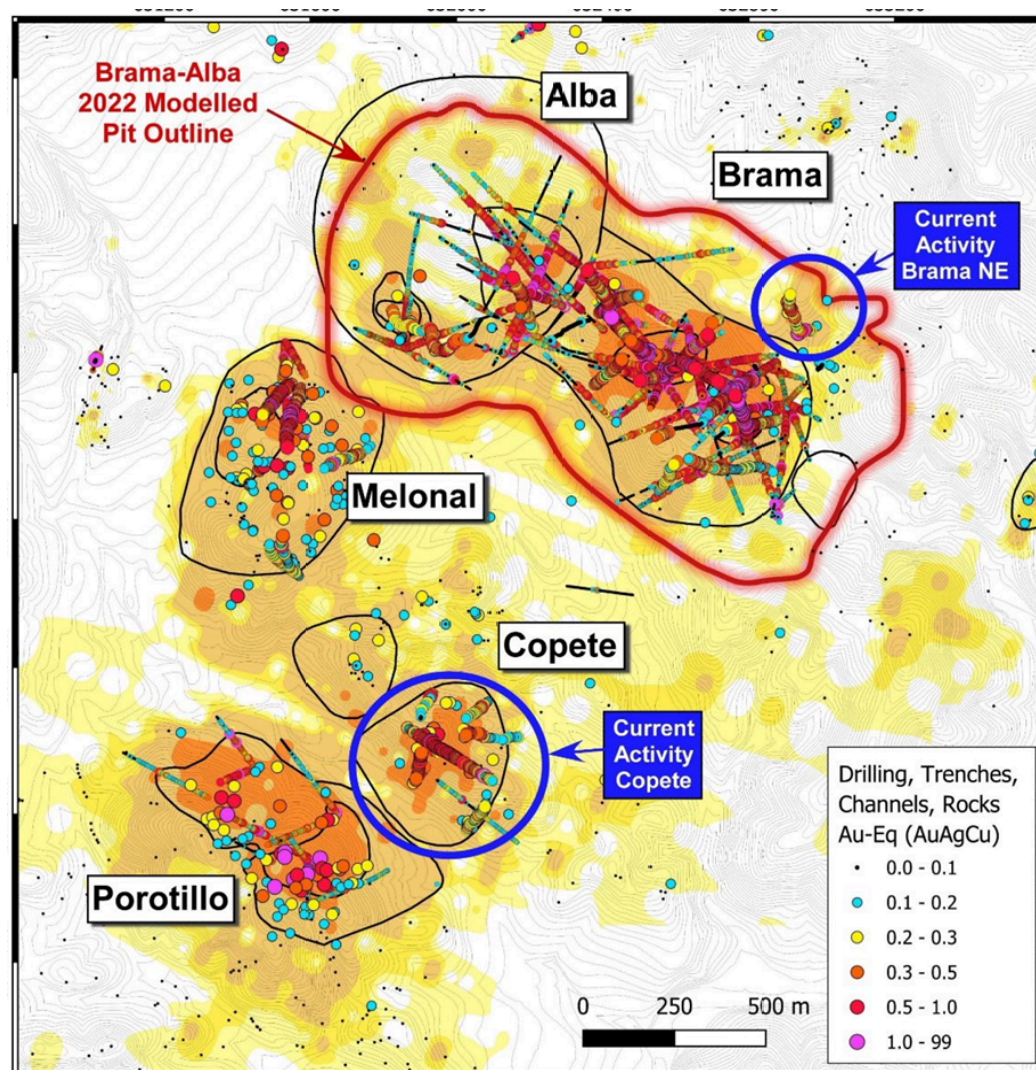 Brama-Alba
2022 Modelled
Pit Outline
Alba
Brama
Current
Activity
Brama NE
Melonal
Copete
Current
Activity
Copete
Porotillo
0 250 500 m
Drilling, Trenches,
Channels, Rocks
Au-Eq (AuAgCu)
0.0 - 0.1
0.1 - 0.2
0.2 - 0.3
0.3 - 0.5
0.5 - 1.0
1.0 - 99